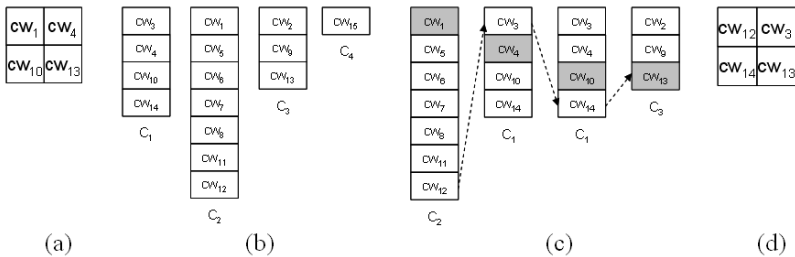 cw1 cw4
cw10 cw13
(a)
cw3
cw4
cw10
cw14
C1
cw1
cw5
cw6
cw7
cw8
cw11
cw12
C2
cw2
cw9
cw13
C3
cw15
C4
(b)
cw1
cw5
cw6
cw7
cw8
cw11
cw12
C2
cw3
cw4
cw10
cw14
C1
cw3
cw4
cw10
cw14
C1
cw2
cw9
cw13
C3
(c)
cw12 cw3
cw14 cw13
(d)